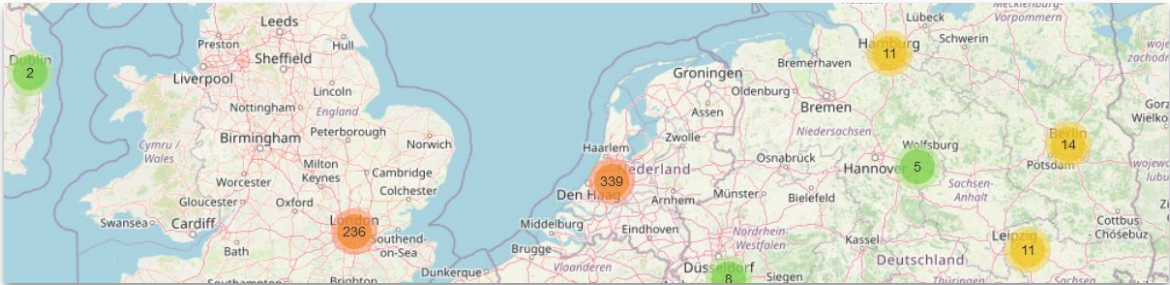 Leeds
Lübeck
Mecklenburg-
Vorpommern
Preston
Hull
Hamburg
Schwerin
Dublin
Sheffield
11
2
Liverpool
Groningen
Bremerhaven
Lincoln
Oldenburg
Nottingham
England
Assen
Bremen
Birmingham
Peterborough
Norwich
Zwolle
Niedersachsen
Berlin
Cymru /
Wales
Haarlem
Wolfsburg
14
Milton
Keynes
Cambridge
Osnabrück
Hannover
5
Potsdam
Worcester
339
ederland
Colchester
Den Haag
Arnhem
Münster
Bielefeld
Sachsen-
Anhalt
Gloucester
Oxford
Swansea
Cardiff
London
236
Middelburg
Eindhoven
Cottbus
Chóśebuz
Southend-
on-Sea
Nordrhein-
Westfalen
Kassel
Leipzig
11
Bath
Brugge
Deutschland
Dunkerque
Vlaanderen
Düsseldorf
8
Siegen
Southampton
Brighton
Thüringen
Sachsen